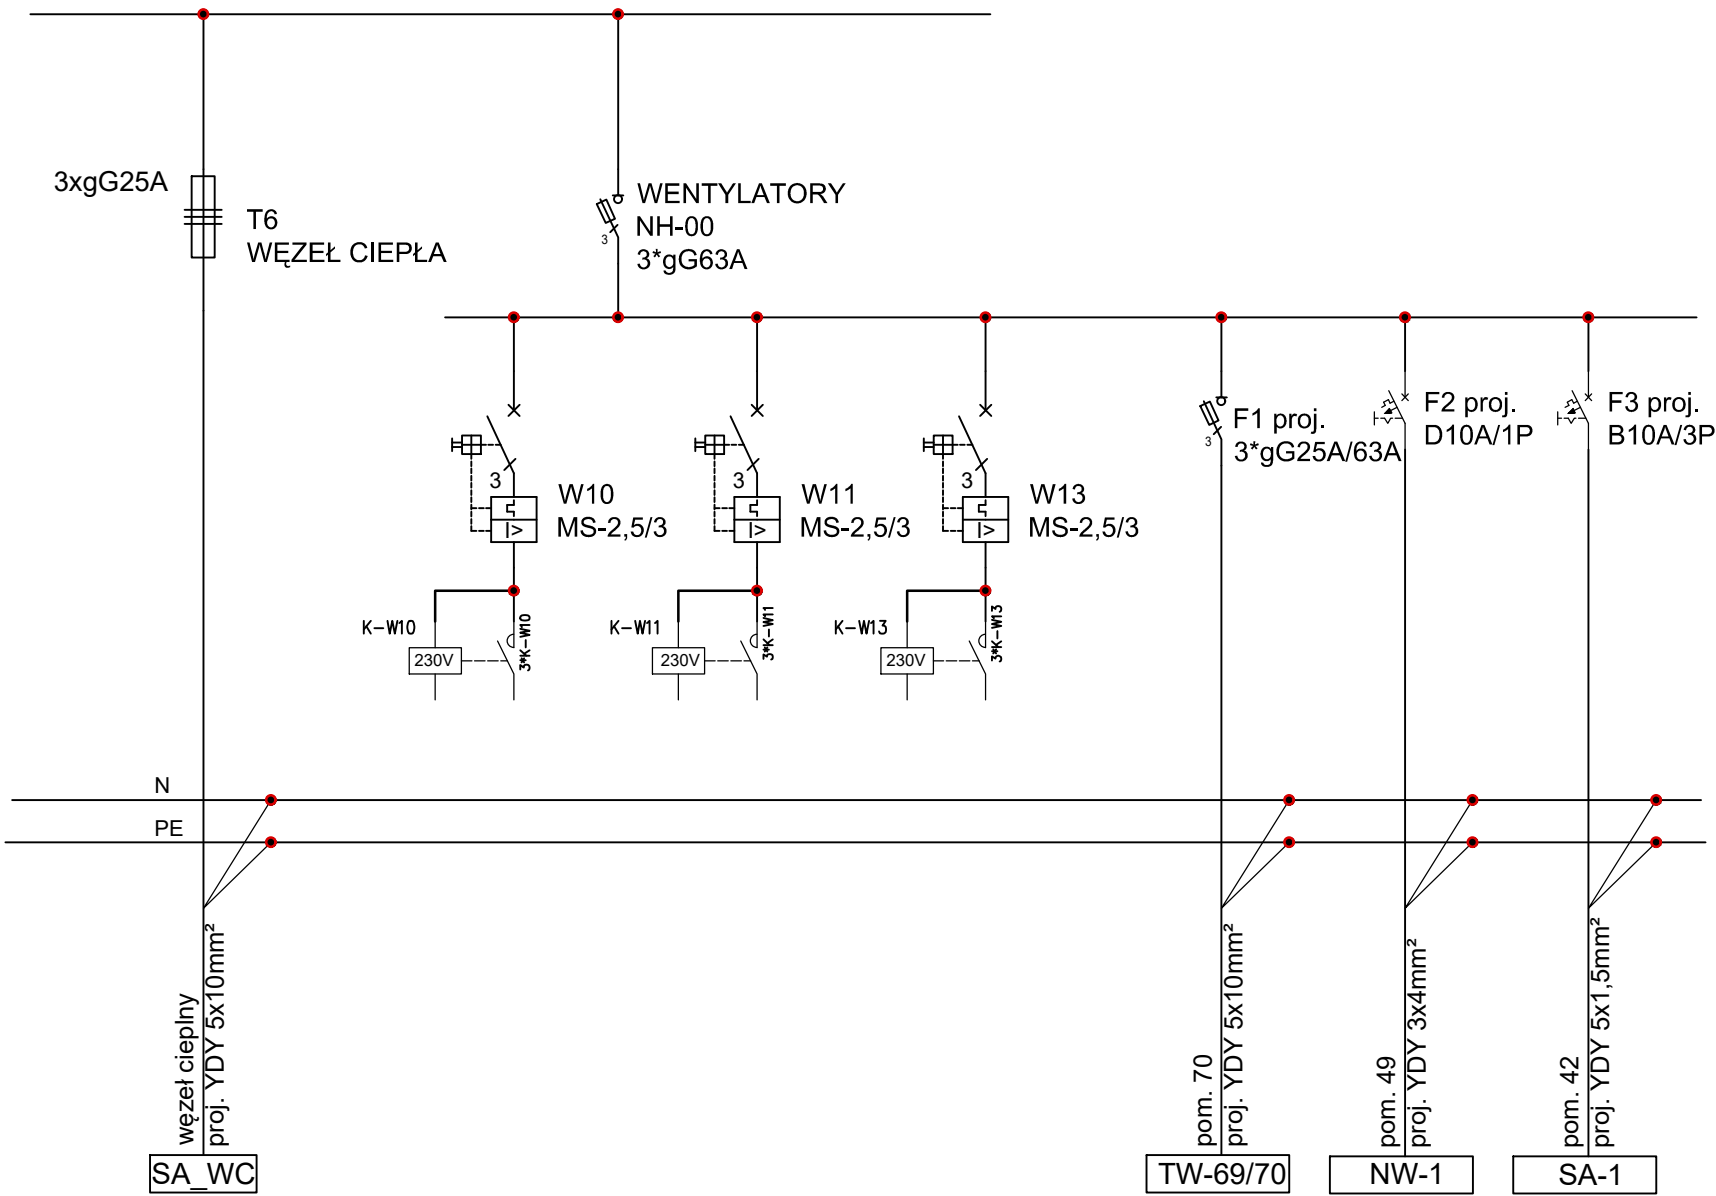 3xgG25A
T6
WĘZEŁ CIEPŁA
WENTYLATORY
NH-00
3*gG63A
3
3
W10
MS-2,5/3
I>
3
W11
MS-2,5/3
I>
3
W13
MS-2,5/3
I>
3
F1 proj.
3*gG25A/63A
F2 proj.
D10A/1P
F3 proj.
B10A/3P
K-W10
230V
3*K-W10
K-W11
230V
3*K-W11
K-W13
230V
3*K-W13
N
PE
węzeł cieplny
proj. YDY 5x10mm²
SA_WC
pom. 70
proj. YDY 5x10mm²
TW-69/70
pom. 49
proj. YDY 3x4mm²
NW-1
pom. 42
proj. YDY 5x1,5mm²
SA-1